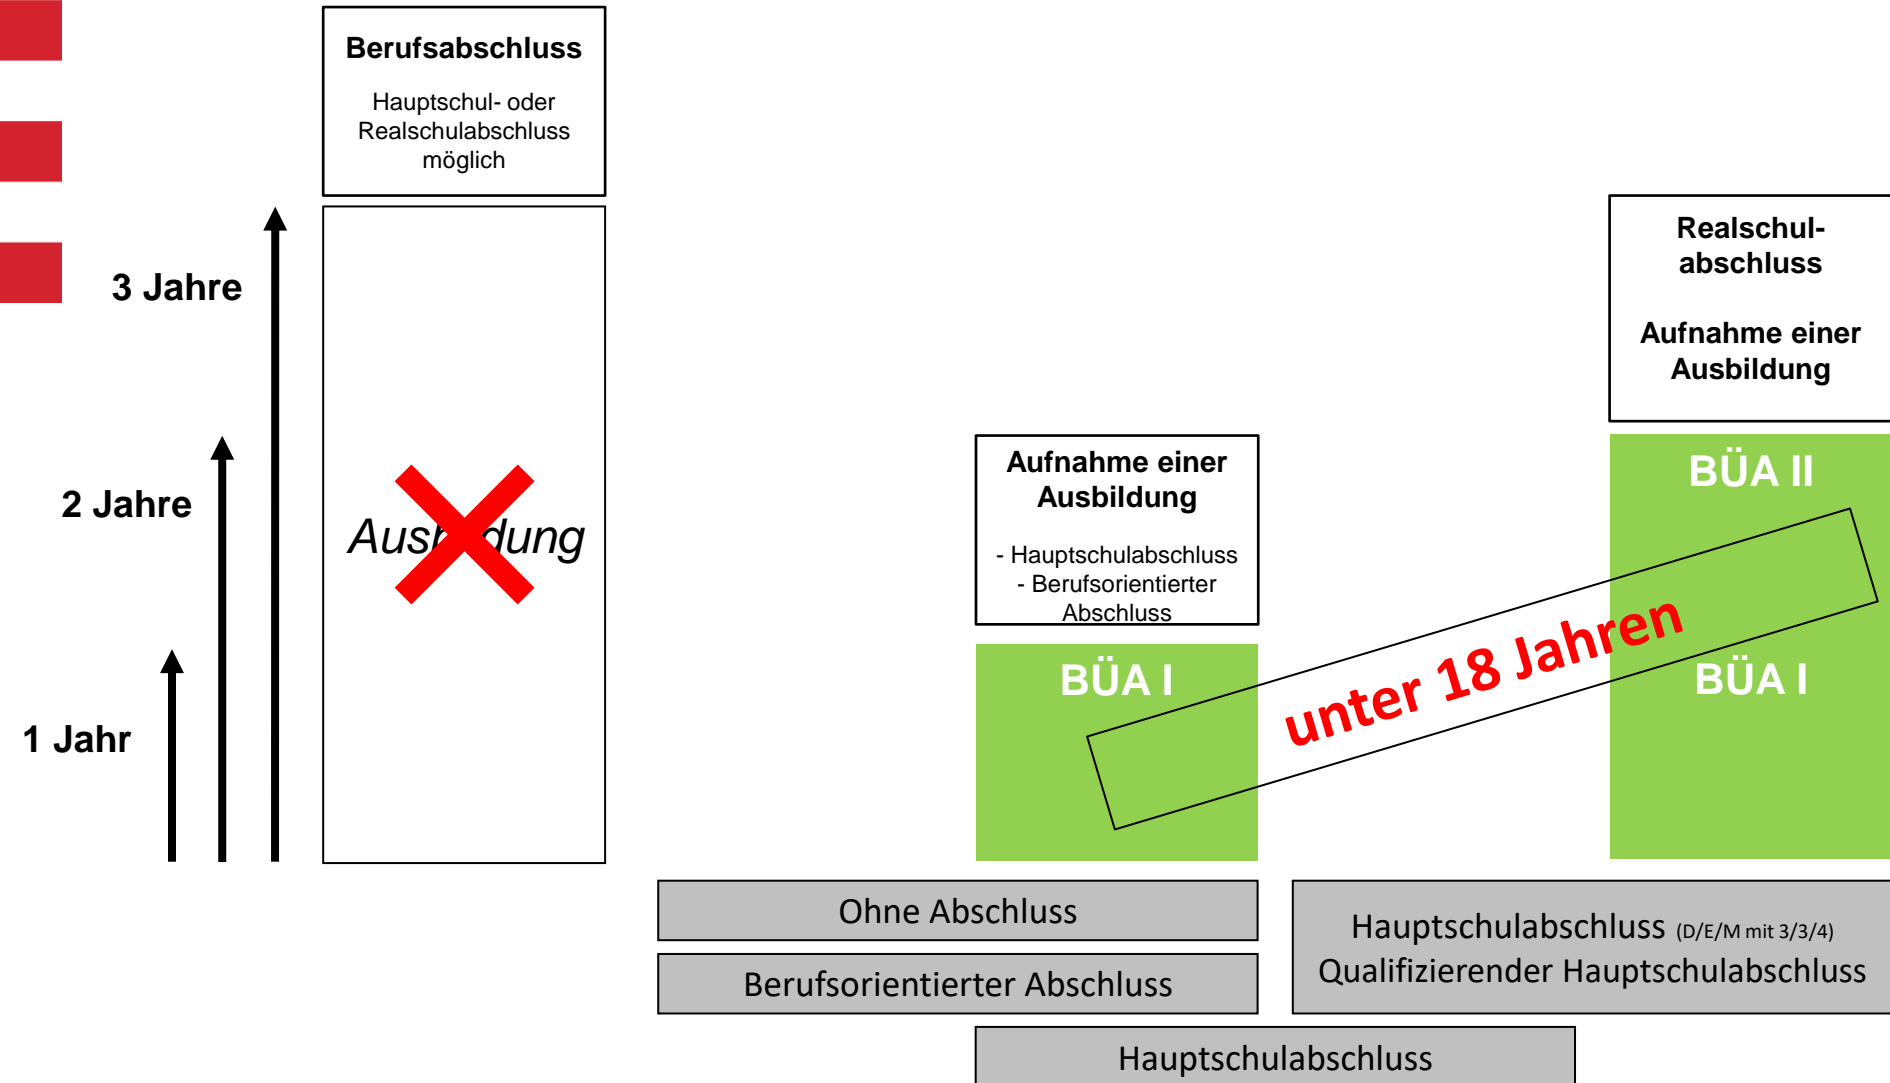 Berufsabschluss
Hauptschul- oder
Realschulabschluss
möglich
3 Jahre
2 Jahre
1 Jahr
Ausbildung
Aufnahme einer
Ausbildung
- Hauptschulabschluss
- Berufsorientierter
Abschluss
BÜA I
Realschul-
abschluss
Aufnahme einer
Ausbildung
BÜA II
BÜA I
unter 18 Jahren
Ohne Abschluss
Berufsorientierter Abschluss
Hauptschulabschluss (D/E/M mit 3/3/4)
Qualifizierender Hauptschulabschluss
Hauptschulabschluss